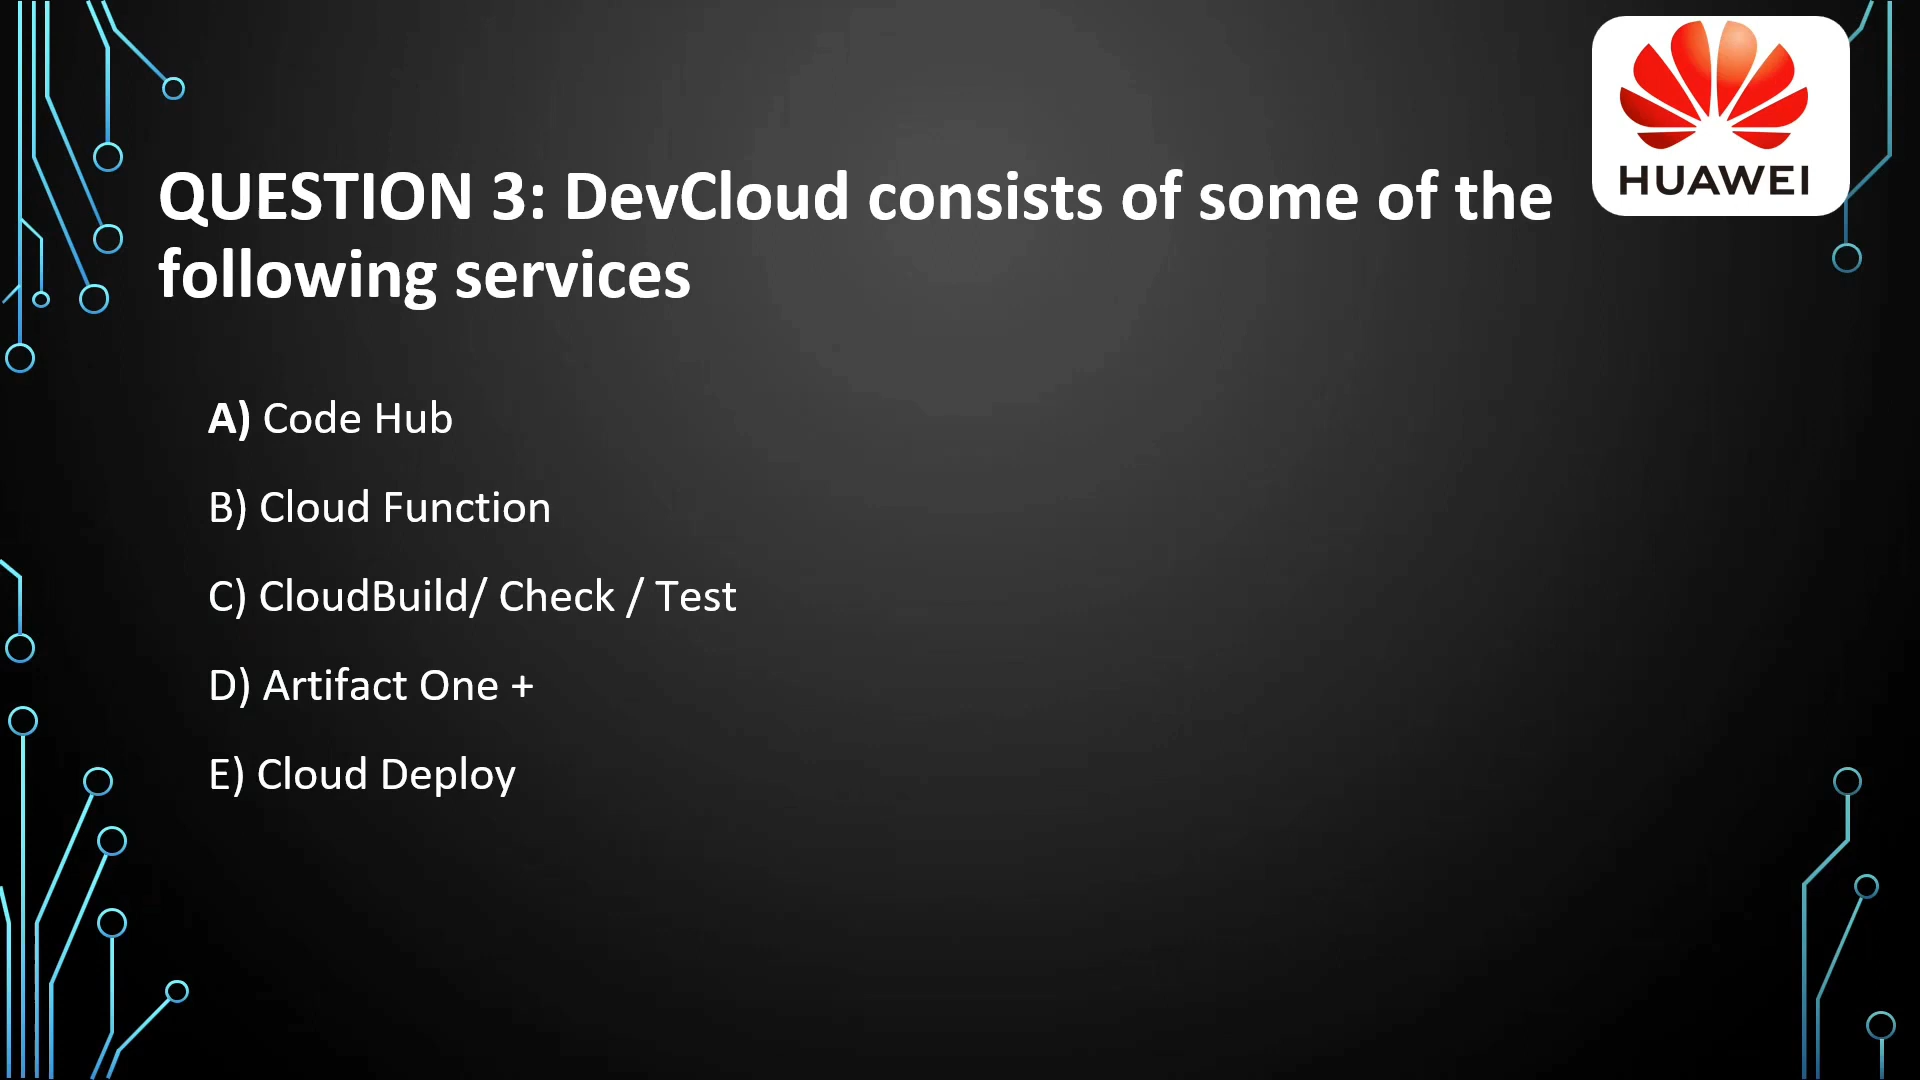 HUAWEI
QUESTION 3: DevCloud consists of some of the
following services
A) Code Hub
B) Cloud Function
C) CloudBuild/ Check / Test
D) Artifact One +
E) Cloud Deploy